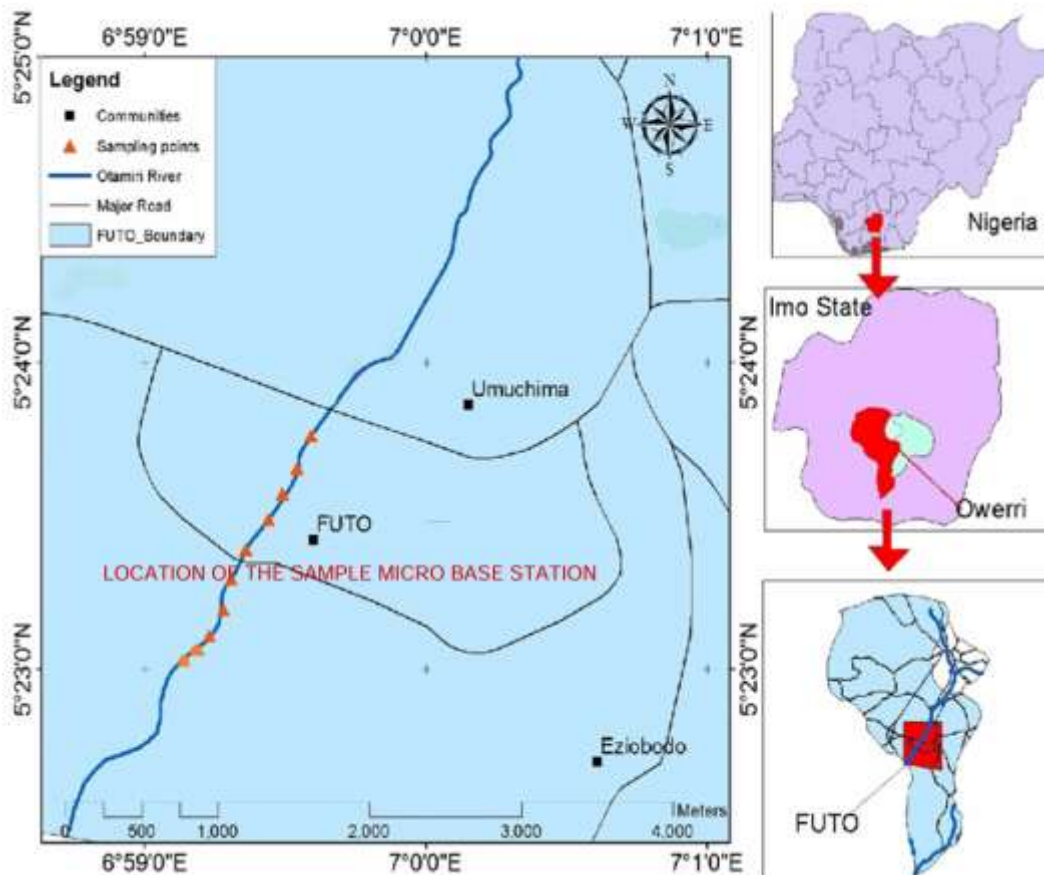 6°59'0"E
7°0'0"E
7°1'0"E
5°25'0"N
5°24'0"N
5°23'0"N
Legend
Communities
Sampling points
Otamiri River
Major Road
FUTO_Boundary
N
W
E
S
Umuchima
FUTO
LOCATION OF THE SAMPLE MICRO BASE STATION
Eziobodo
0 500 1,000 2,000 3,000 4,000 Meters
6°59'0"E
7°0'0"E
7°1'0"E
5°24'0"N
5°23'0"N
Nigeria
Imo State
Owerri
FUTO